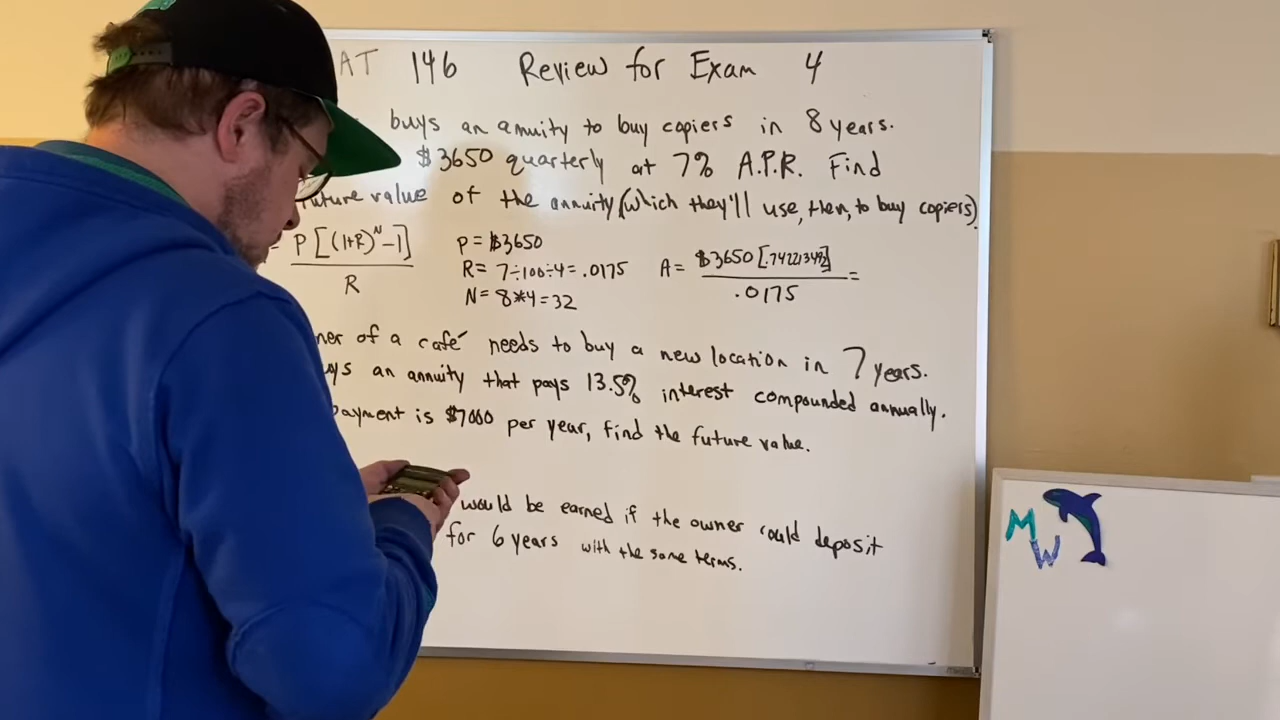 AT 146 Review for Exam 4
buys an annuity to buy copiers in 8 years.
$3650 quarterly at 7% A.P.R. Find
future value of the annuity (which they'll use, then, to buy copiers).
= P[(1+R)^N-1] / R
P = $3650
R = 7÷100÷4 = .0175
N = 8*4 = 32
A = $3650[.742213493] / .0175 =
ner of a café needs to buy a new location in 7 years.
ys an annuity that pays 13.5% interest compounded annually.
payment is $7000 per year, find the future value.
would be earned if the owner could deposit
for 6 years with the same terms.
MW